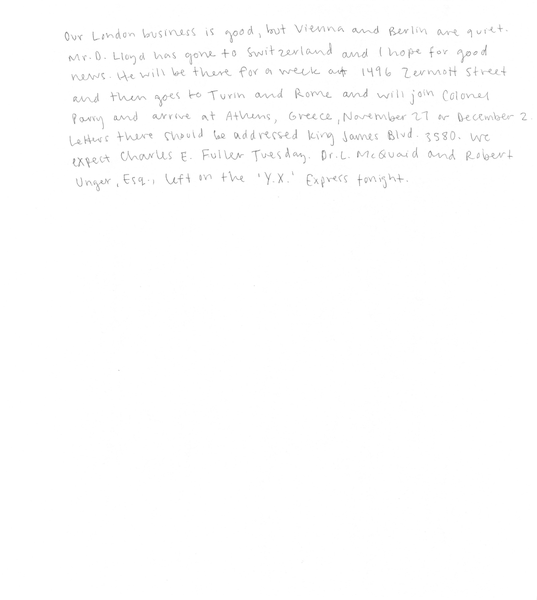 Our London business is good, but Vienna and Berlin are quiet.
Mr. D. Lloyd has gone to Switzerland and I hope for good
news. He will be there for a week at 1496 Zermott Street
and then goes to Turin and Rome and will join Colonel
Parry and arrive at Athens, Greece, November 27 or December 2.
Letters there should be addressed King James Blvd. 3580. We
expect Charles E. Fuller Tuesday. Dr. L. McQuaid and Robert
Unger, Esq., left on the 'Y.X.' Express tonight.